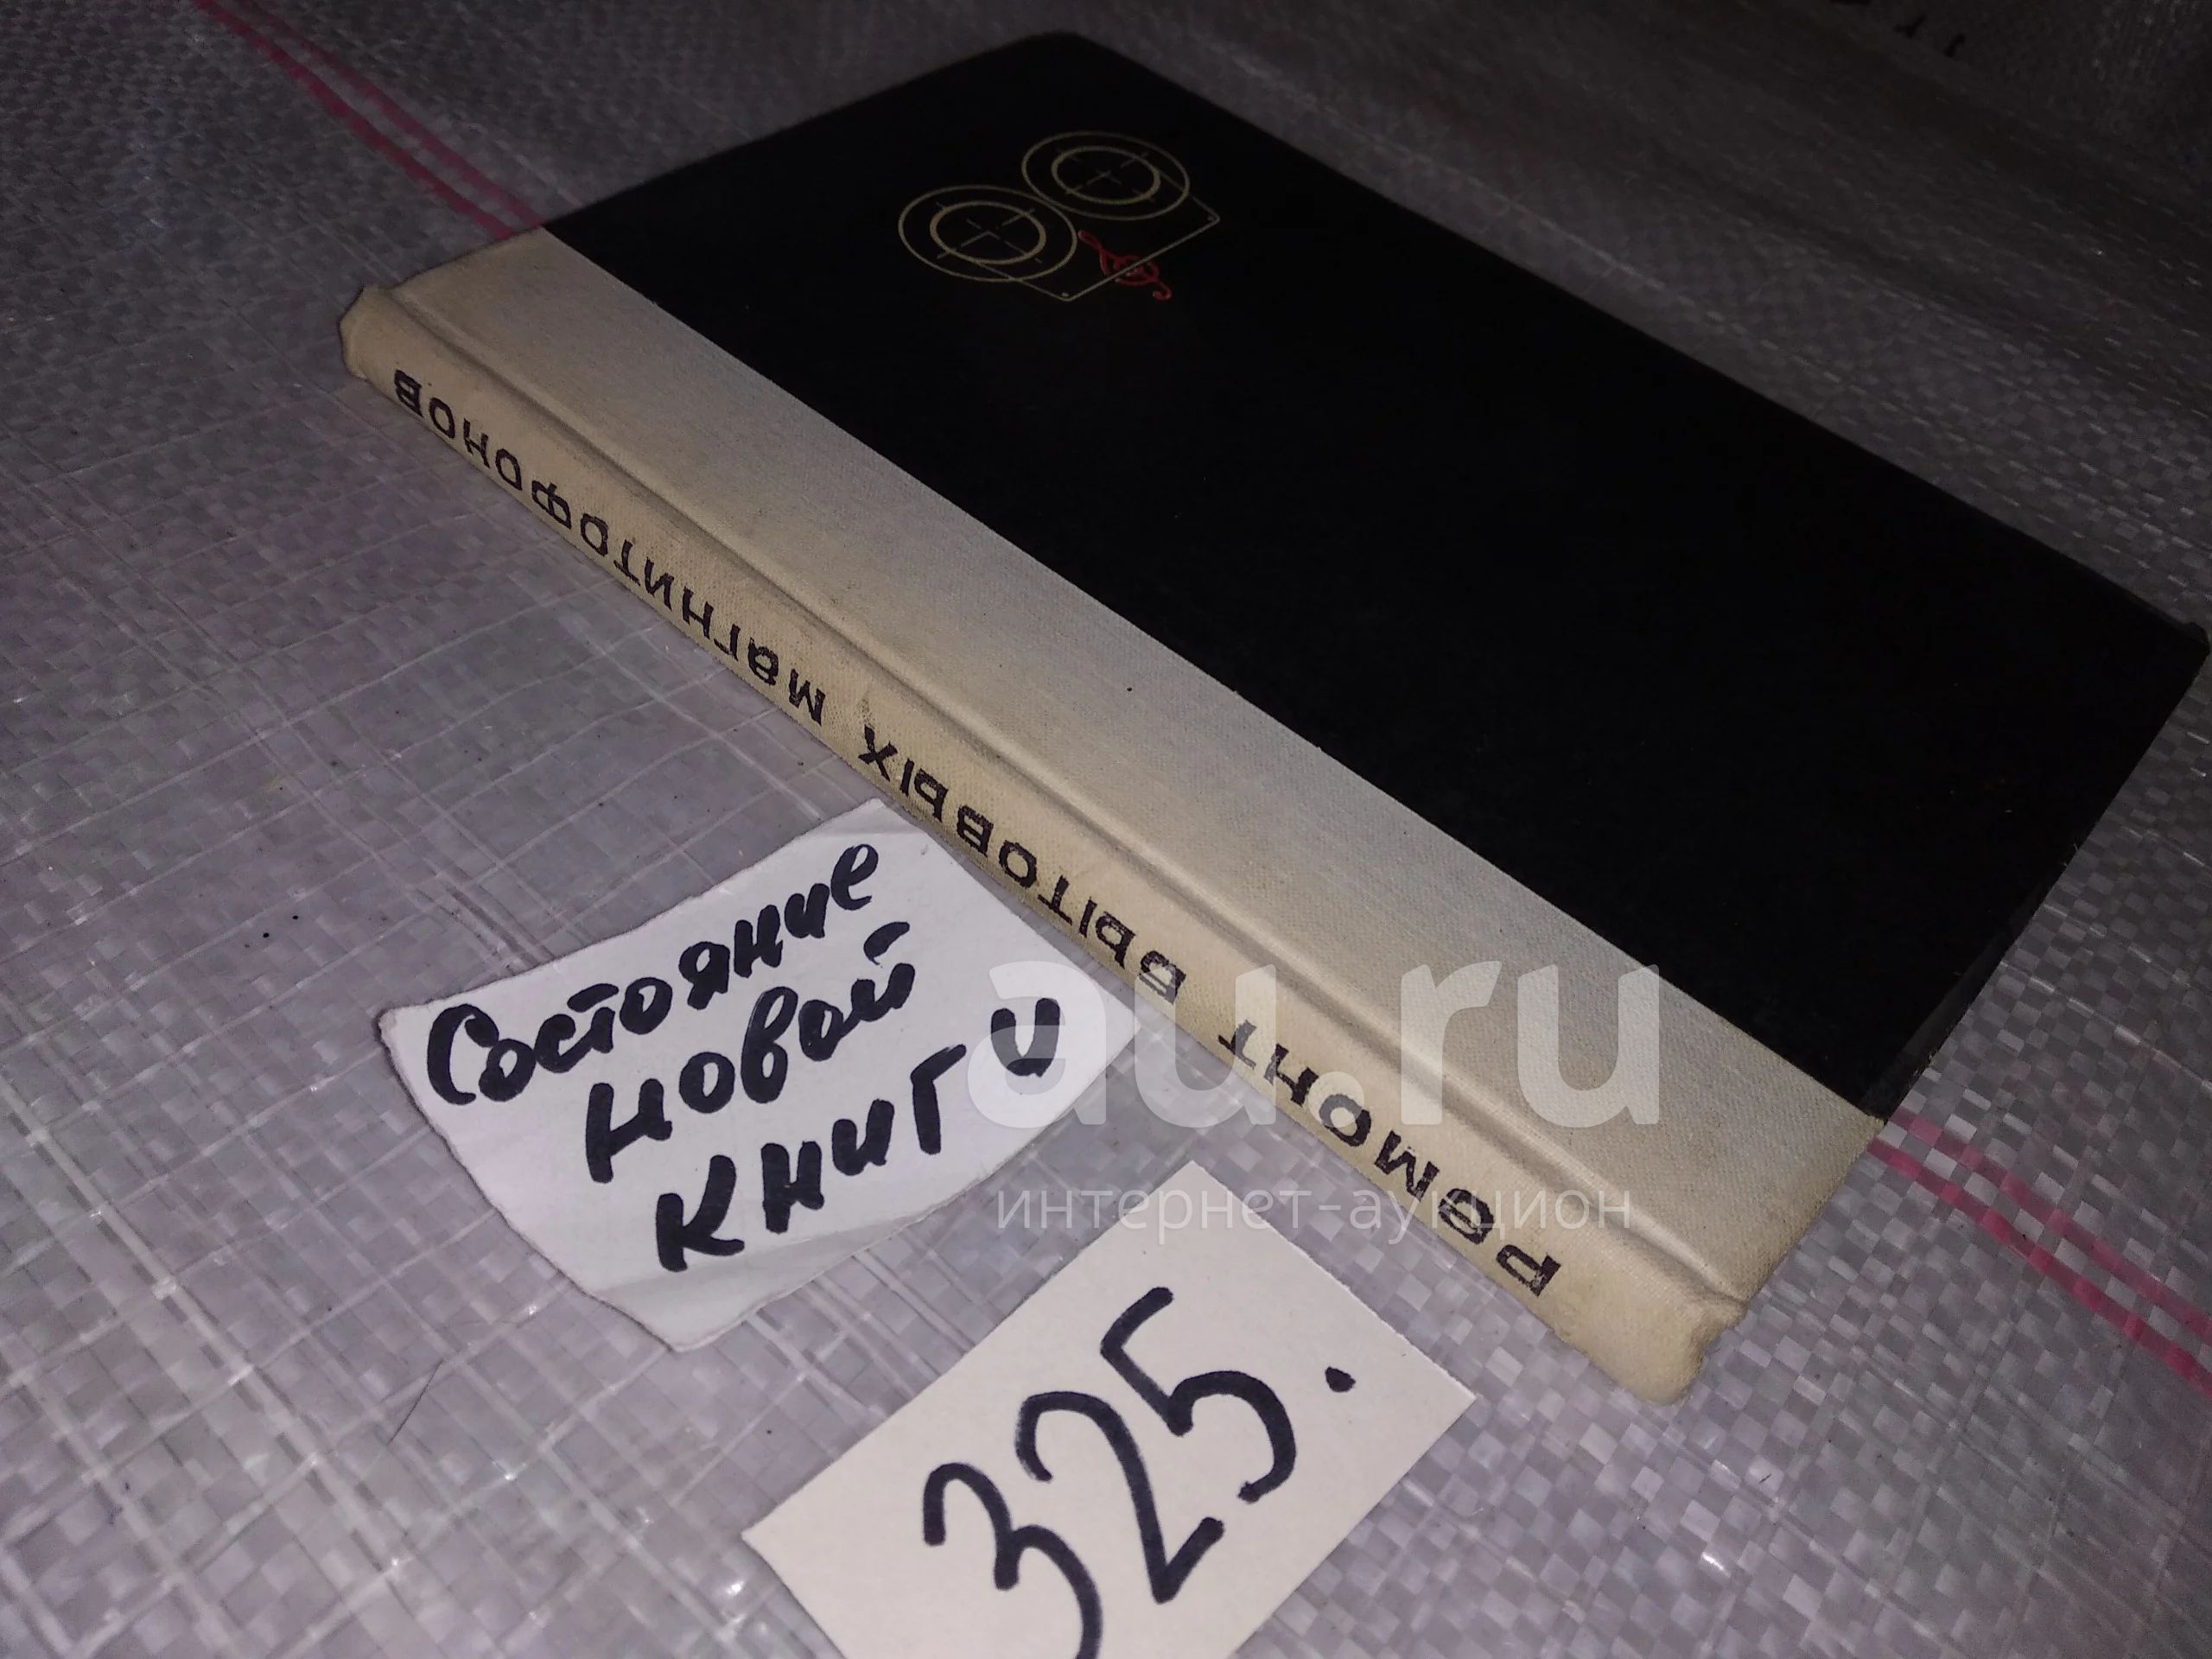 Ремонт бытовых магнитофонов
Состояние
новой
книги
325.
au.ru
интернет-аукцион